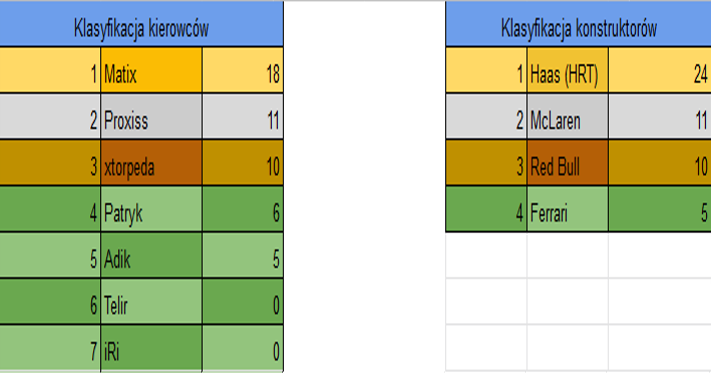 Klasyfikacja kierowców
1 Matix 18
2 Proxiss 11
3 xtorpeda 10
4 Patryk 6
5 Adik 5
6 Telir 0
7 iRi 0
Klasyfikacja konstruktorów
1 Haas (HRT) 24
2 McLaren 11
3 Red Bull 10
4 Ferrari 5